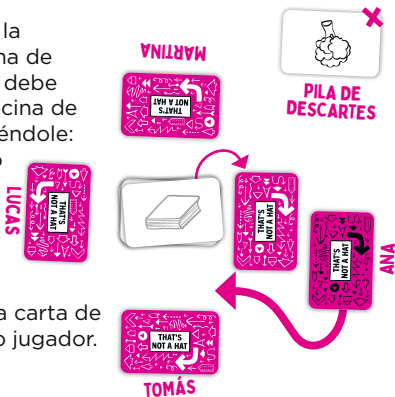 la
na de
debe
cina de
éndole:
o
a carta de
o jugador.
MARTINA
THAT'S
NOT A HAT
LUCAS
THAT'S
NOT A HAT
THAT'S
NOT A HAT
THAT'S
NOT A HAT
ANA
THAT'S
NOT A HAT
TOMÁS
PILA DE
DESCARTES